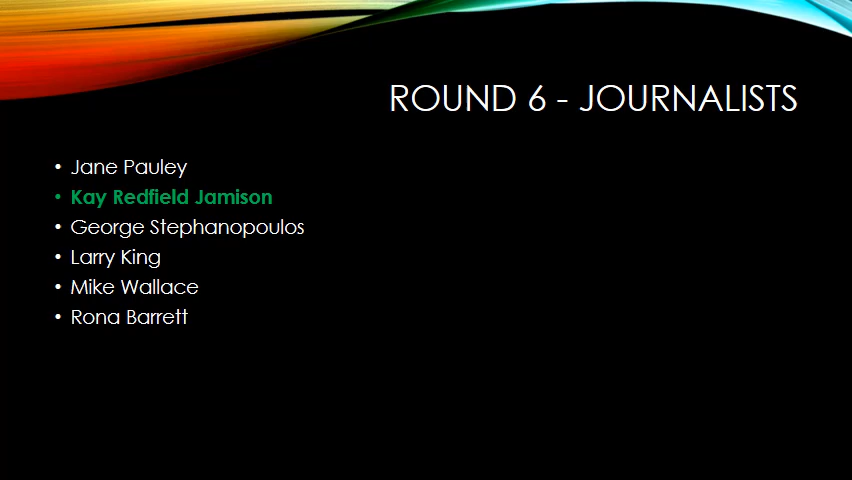 ROUND 6 - JOURNALISTS
• Jane Pauley
• Kay Redfield Jamison
• George Stephanopoulos
• Larry King
• Mike Wallace
• Rona Barrett